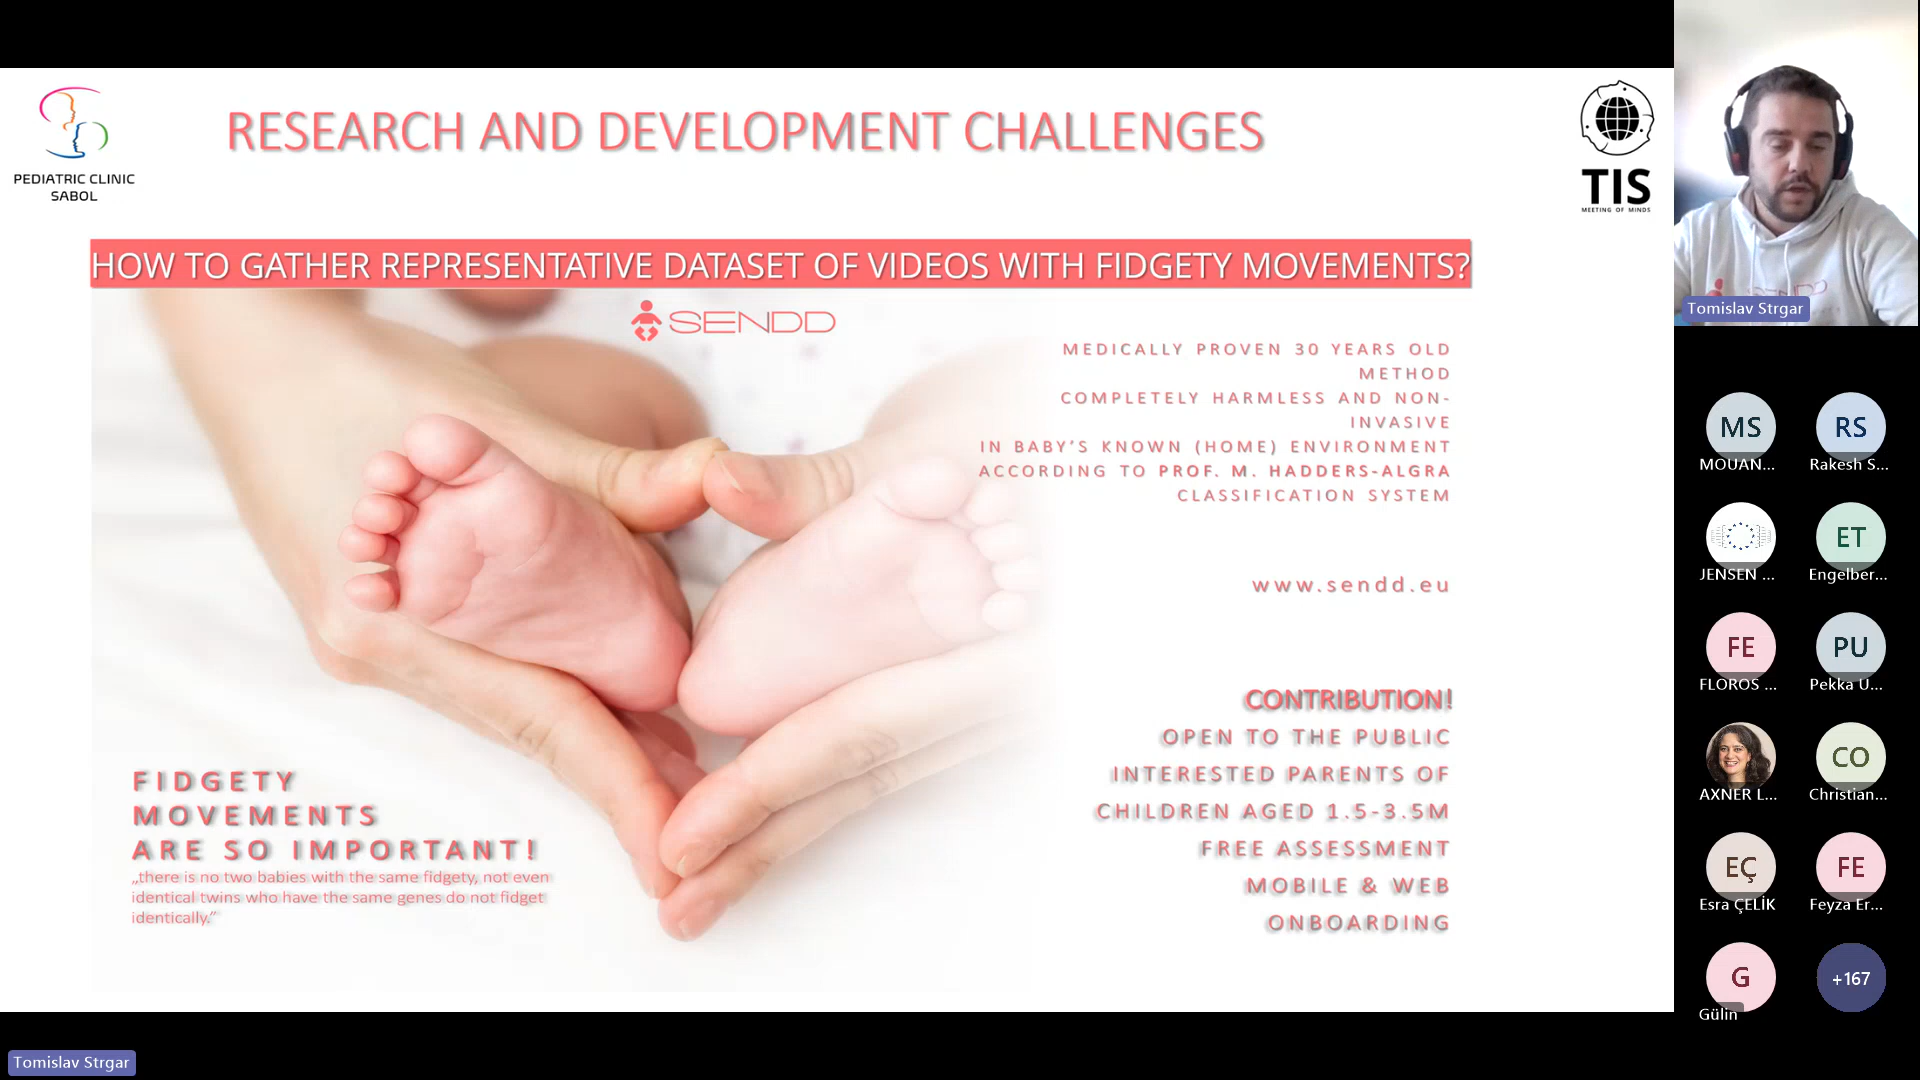 PEDIATRIC CLINIC
SABOL
RESEARCH AND DEVELOPMENT CHALLENGES
TIS
MEETING OF MINDS
HOW TO GATHER REPRESENTATIVE DATASET OF VIDEOS WITH FIDGETY MOVEMENTS?
SENDD
MEDICALLY PROVEN 30 YEARS OLD
METHOD
COMPLETELY HARMLESS AND NON-
INVASIVE
IN BABY'S KNOWN (HOME) ENVIRONMENT
ACCORDING TO PROF. M. HADDERS-ALGRA
CLASSIFICATION SYSTEM
www.sendd.eu
CONTRIBUTION!
OPEN TO THE PUBLIC
INTERESTED PARENTS OF
CHILDREN AGED 1.5-3.5M
FREE ASSESSMENT
MOBILE & WEB
ONBOARDING
FIDGETY
MOVEMENTS
ARE SO IMPORTANT!
„there is no two babies with the same fidgety, not even
identical twins who have the same genes do not fidget
identically.”
Tomislav Strgar
SENDD
Tomislav Strgar
MS
MOUAN...
RS
Rakesh S...
JENSEN ...
ET
Engelber...
FE
FLOROS ...
PU
Pekka U...
AXNER L...
CO
Christian...
EÇ
Esra ÇELİK
FE
Feyza Er...
G
Gülin
+167